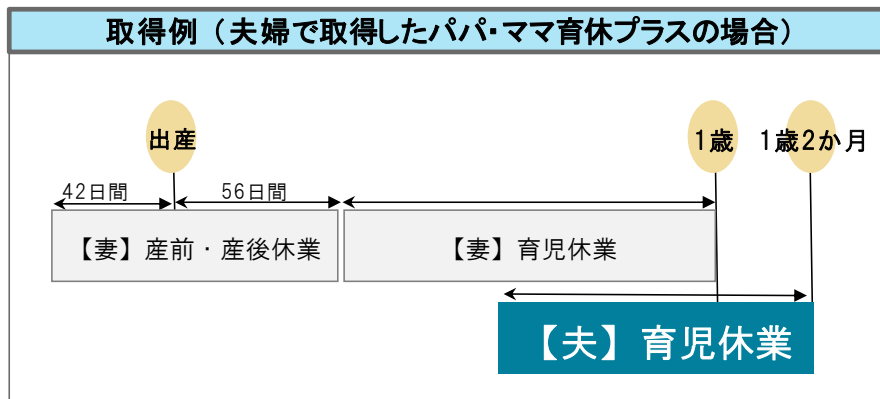 取得例（夫婦で取得したパパ・ママ育休プラスの場合）
出産
1歳
1歳2か月
42日間
56日間
【妻】産前・産後休業
【妻】育児休業
【夫】育児休業